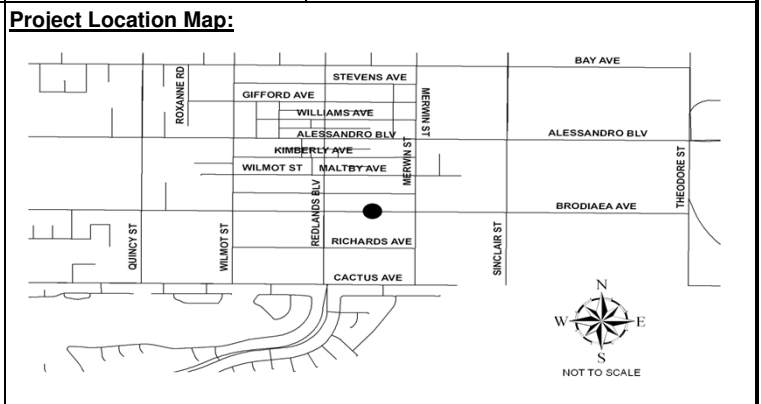 Project Location Map:
BAY AVE
STEVENS AVE
ROXANNE RD
GIFFORD AVE
MERWIN ST
WILLIAMS AVE
ALESSANDRO BLV
ALESSANDRO BLV
KIMBERLY AVE
MERWIN ST
WILMOT ST
MALTBY AVE
THEODORE ST
REDLANDS BLV
BRODIAEA AVE
QUINCY ST
WILMOT ST
RICHARDS AVE
SINCLAIR ST
CACTUS AVE
N
W
E
S
NOT TO SCALE